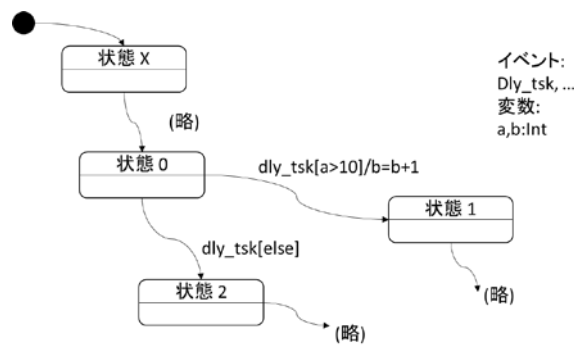 状態 X
イベント:
Dly_tsk, ...
変数:
a,b:Int
(略)
状態 0
dly_tsk[a>10]/b=b+1
状態 1
dly_tsk[else]
状態 2
(略)
(略)